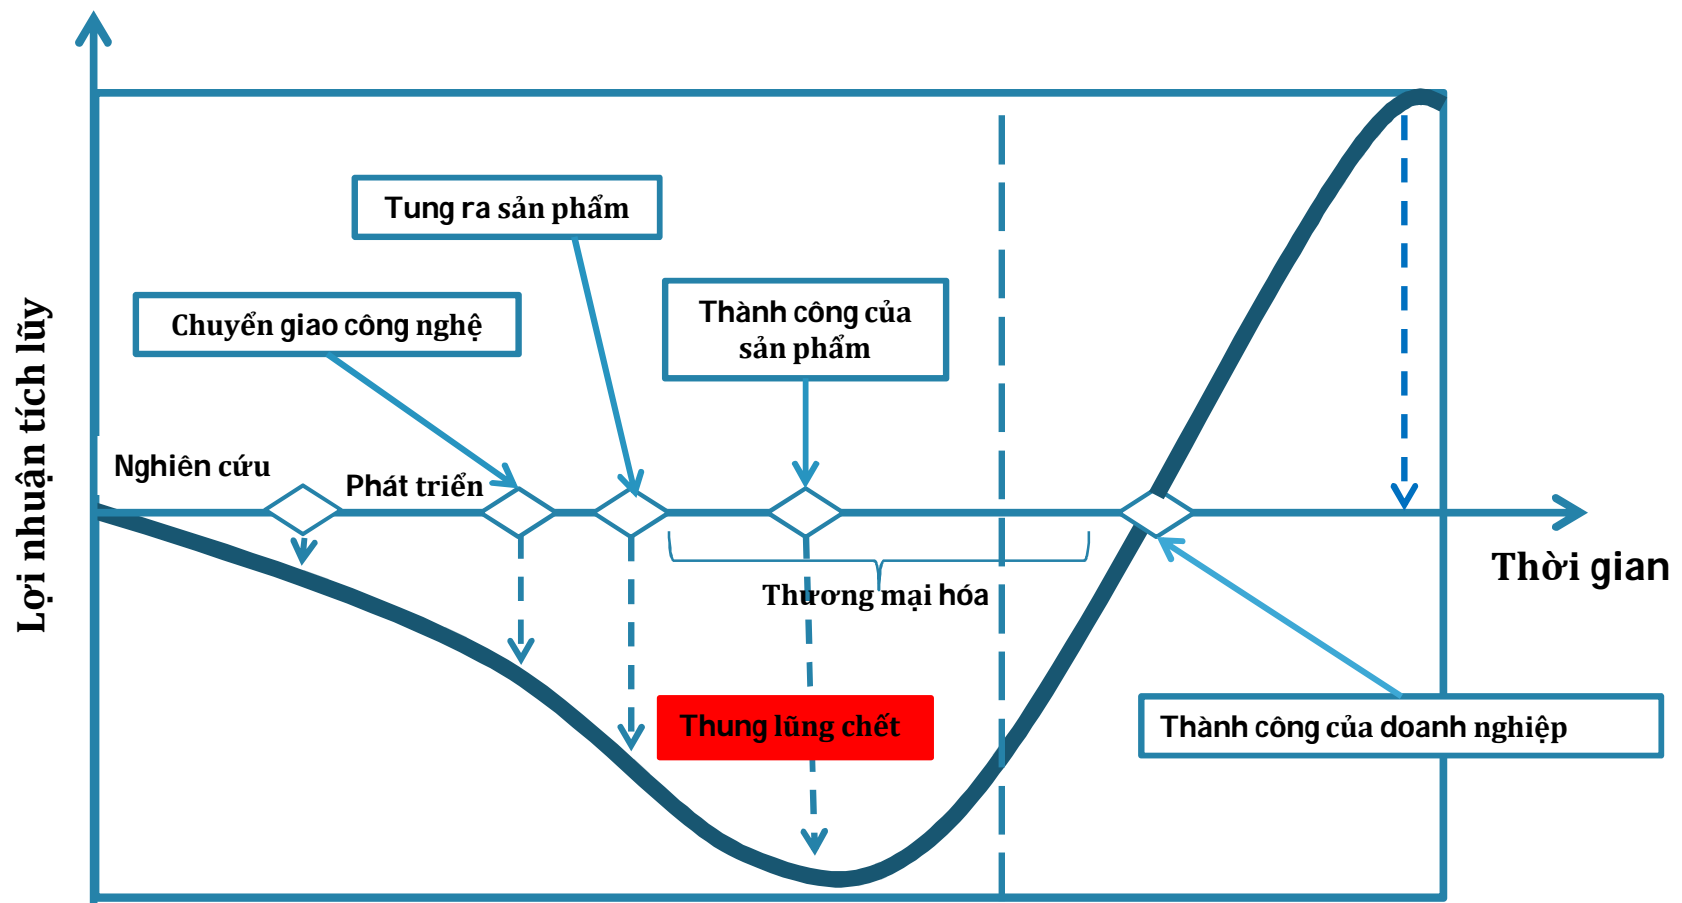 Tung ra sản phẩm
Chuyển giao công nghệ
Thành công của
sản phẩm
Lợi nhuận tích lũy
Nghiên cứu
Phát triển
Thời gian
Thương mại hóa
Thung lũng chết
Thành công của doanh nghiệp